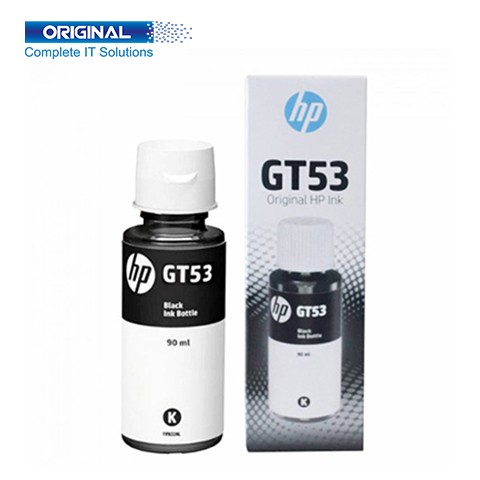 ORIGINAL
Complete IT Solutions
hp
GT53
Original HP Ink
hp
GT53
Black
Ink Bottle
90 ml
K
hp
GT53
Black
Ink Bottle
90 ml
K